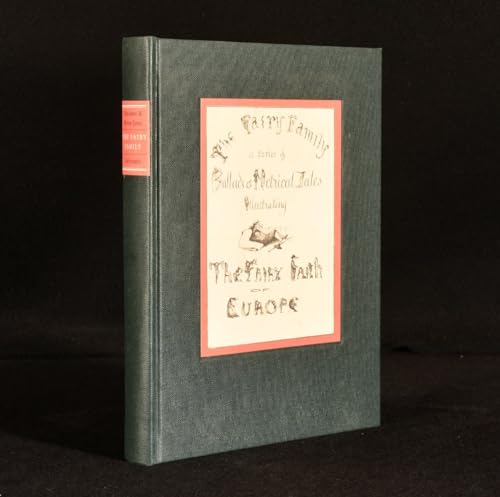 THE FAIRY
FAMILY
The Fairy Family
a series of
Ballads & Metrical Tales
Illustrating
The Fairy Faith
OF
EUROPE